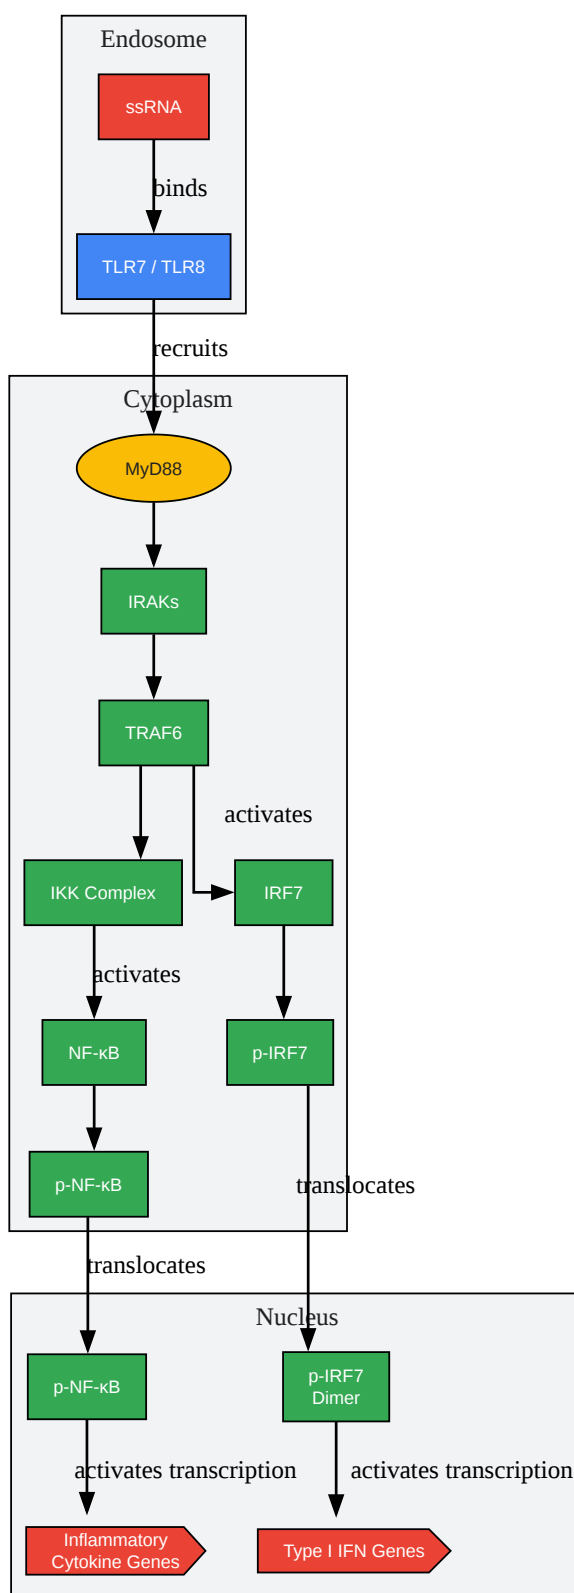 Endosome
ssRNA
binds
TLR7 / TLR8
recruits
Cytoplasm
MyD88
IRAKs
TRAF6
activates
IKK Complex
IRF7
activates
NF-κB
p-IRF7
p-NF-κB
translocates
translocates
Nucleus
p-NF-κB
p-IRF7
Dimer
activates transcription
activates transcription
Inflammatory
Cytokine Genes
Type I IFN Genes